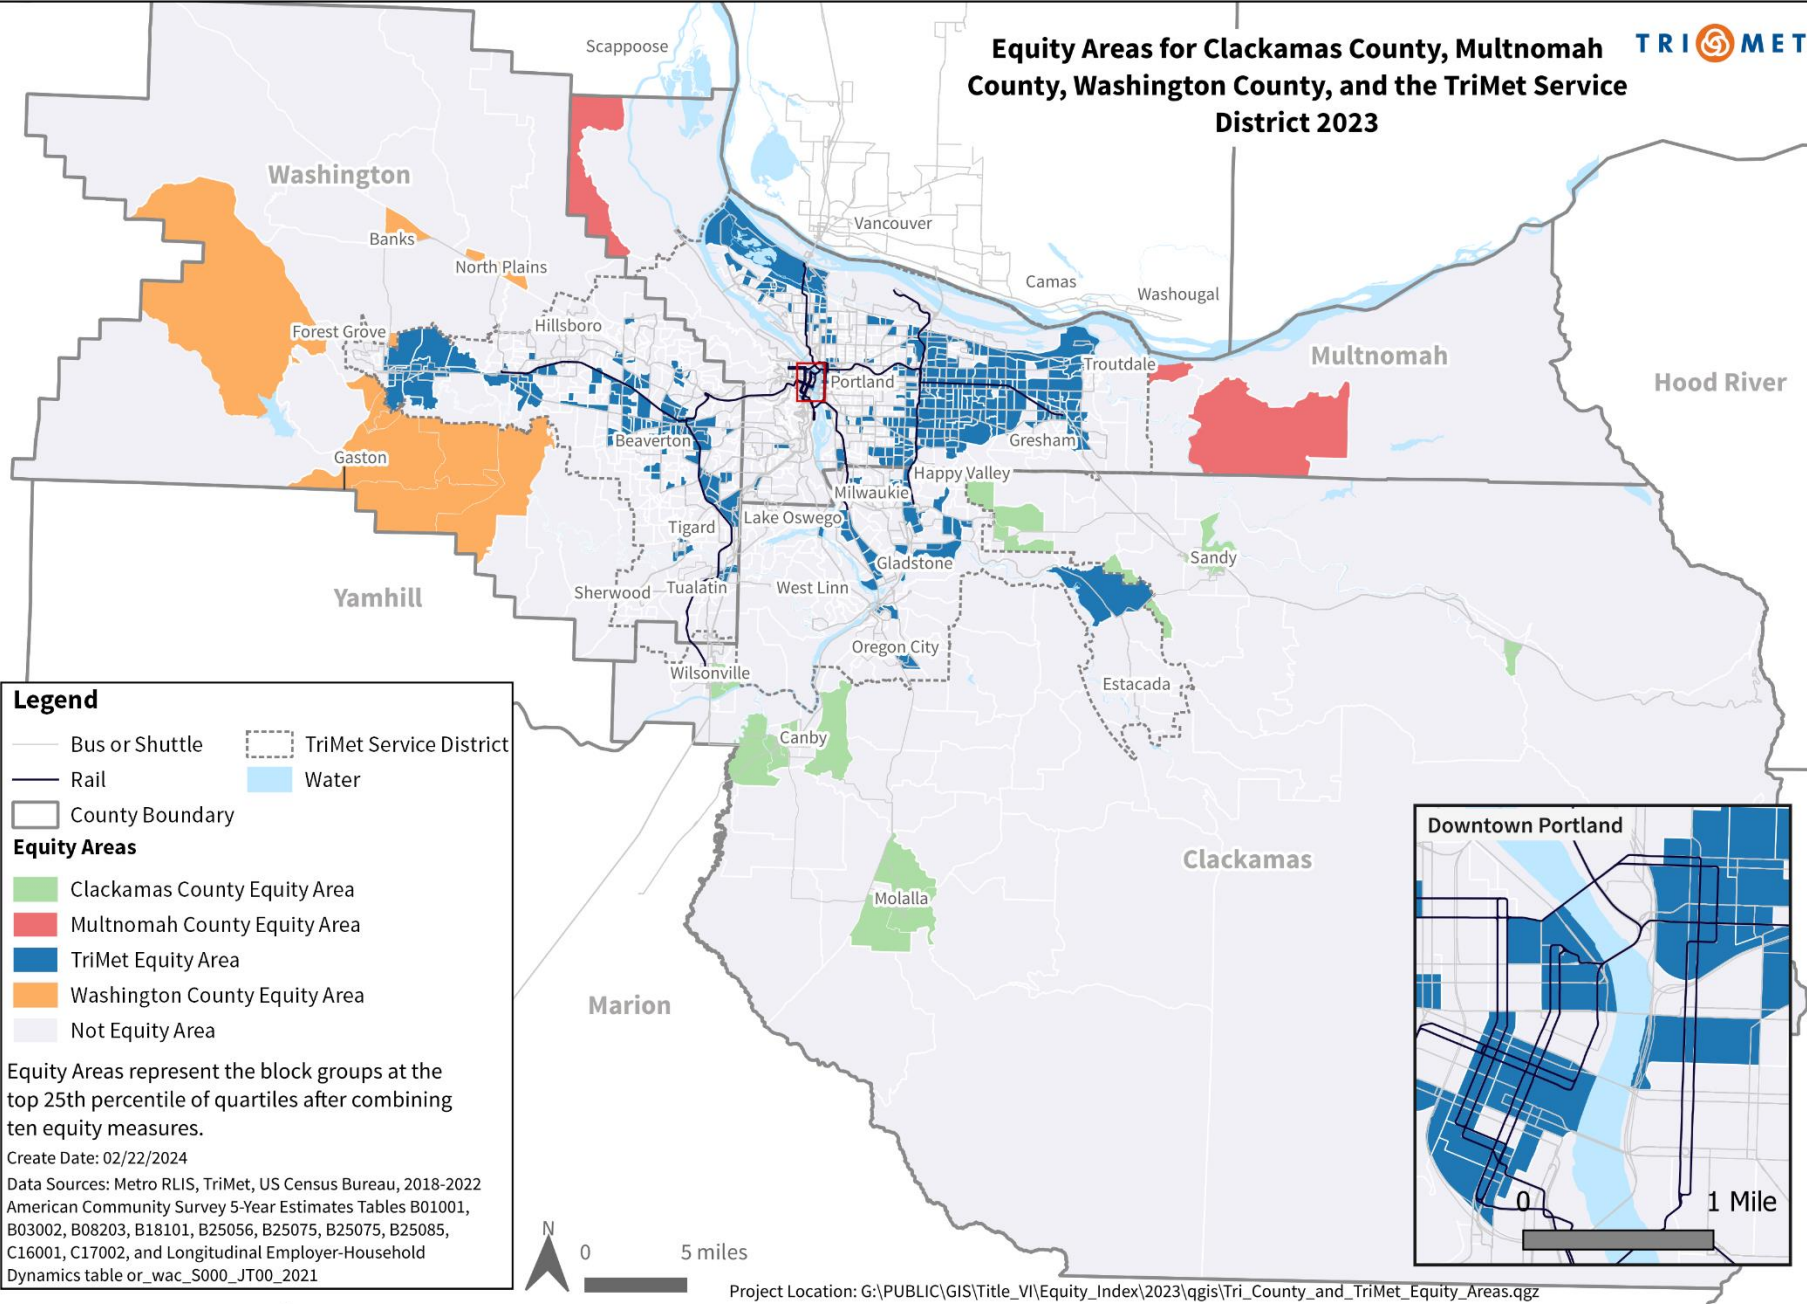 Equity Areas for Clackamas County, Multnomah
County, Washington County, and the TriMet Service
District 2023
TRI MET
Scappoose
Washington
Banks
North Plains
Vancouver
Camas
Washougal
Forest Grove
Hillsboro
Portland
Troutdale
Multnomah
Hood River
Beaverton
Gresham
Gaston
Happy Valley
Milwaukie
Lake Oswego
Tigard
Gladstone
Sandy
Yamhill
Sherwood
Tualatin
West Linn
Oregon City
Wilsonville
Estacada
Canby
Molalla
Clackamas
Marion
Legend
Bus or Shuttle
TriMet Service District
Rail
Water
County Boundary
Equity Areas
Clackamas County Equity Area
Multnomah County Equity Area
TriMet Equity Area
Washington County Equity Area
Not Equity Area
Equity Areas represent the block groups at the
top 25th percentile of quartiles after combining
ten equity measures.
Create Date: 02/22/2024
Data Sources: Metro RLIS, TriMet, US Census Bureau, 2018-2022
American Community Survey 5-Year Estimates Tables B01001,
B03002, B08203, B18101, B25056, B25075, B25075, B25085,
C16001, C17002, and Longitudinal Employer-Household
Dynamics table or_wac_S000_JT00_2021
N
0 5 miles
Downtown Portland
0 1 Mile
Project Location: G:\PUBLIC\GIS\Title_VI\Equity_Index\2023\qgis\Tri_County_and_TriMet_Equity_Areas.qgz